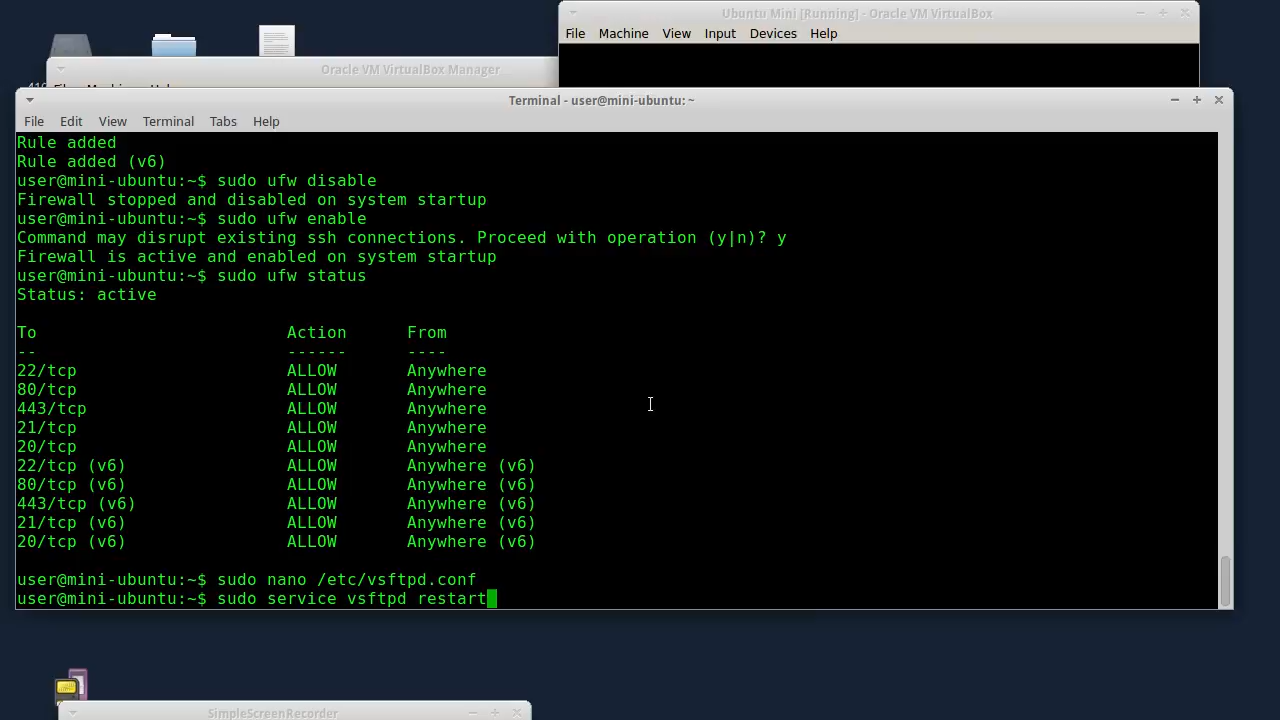 Ubuntu Mini [Running] - Oracle VM VirtualBox
File Machine View Input Devices Help
Oracle VM VirtualBox Manager
Terminal - user@mini-ubuntu: ~
File Edit View Terminal Tabs Help
Rule added
Rule added (v6)
user@mini-ubuntu:~$ sudo ufw disable
Firewall stopped and disabled on system startup
user@mini-ubuntu:~$ sudo ufw enable
Command may disrupt existing ssh connections. Proceed with operation (y|n)? y
Firewall is active and enabled on system startup
user@mini-ubuntu:~$ sudo ufw status
Status: active
To Action From
-- ------ ----
22/tcp ALLOW Anywhere
80/tcp ALLOW Anywhere
443/tcp ALLOW Anywhere
21/tcp ALLOW Anywhere
20/tcp ALLOW Anywhere
22/tcp (v6) ALLOW Anywhere (v6)
80/tcp (v6) ALLOW Anywhere (v6)
443/tcp (v6) ALLOW Anywhere (v6)
21/tcp (v6) ALLOW Anywhere (v6)
20/tcp (v6) ALLOW Anywhere (v6)
user@mini-ubuntu:~$ sudo nano /etc/vsftpd.conf
user@mini-ubuntu:~$ sudo service vsftpd restart
SimpleScreenRecorder